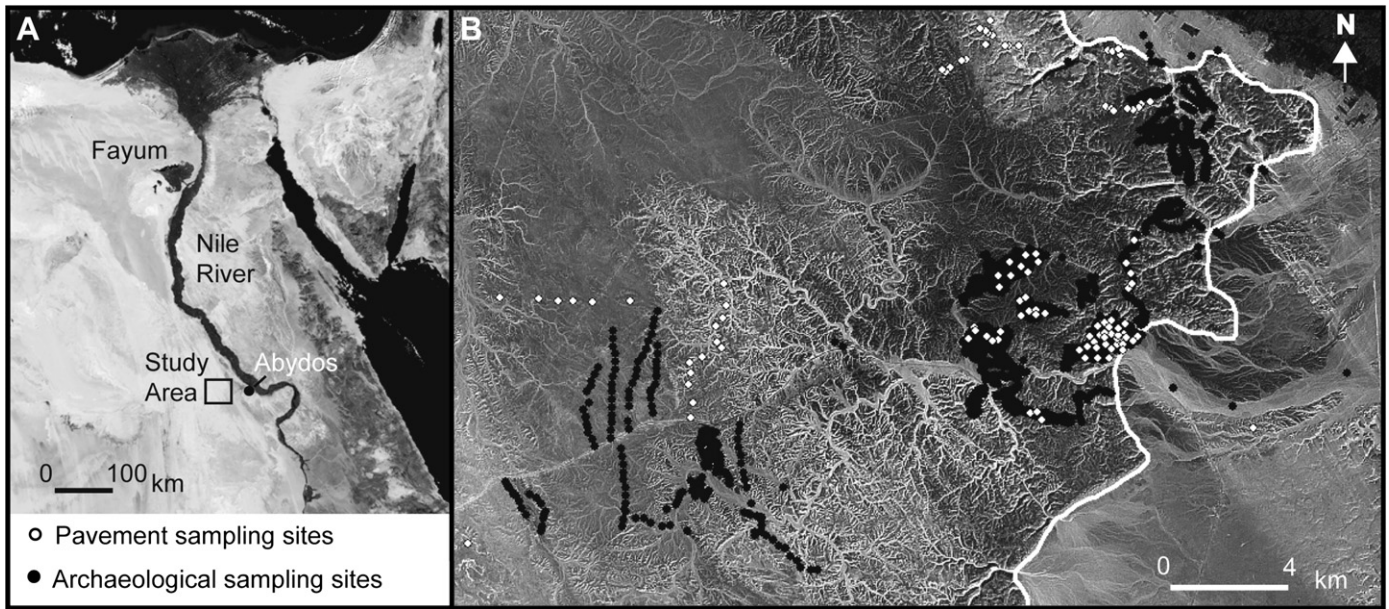 A
Fayum
Nile
River
Study
Area
Abydos
0 100 km
Pavement sampling sites
Archaeological sampling sites
B
N
0 4
km